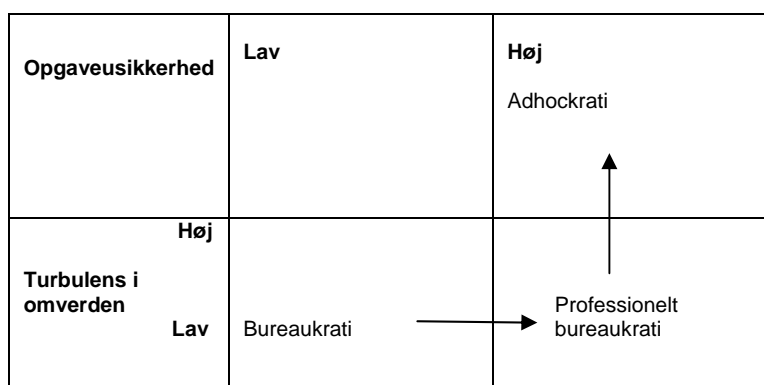 Opgaveusikkerhed
Lav
Høj
Adhockrati
Høj
Turbulens i
omverden
Lav
Bureaukrati
Professionelt
bureaukrati